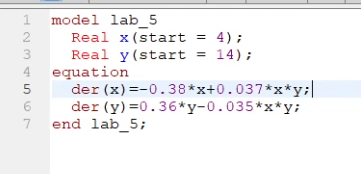 1 model lab_5
2 Real x(start = 4);
3 Real y(start = 14);
4 equation
5 der(x)=-0.38*x+0.037*x*y;
6 der(y)=0.36*y-0.035*x*y;
7 end lab_5;